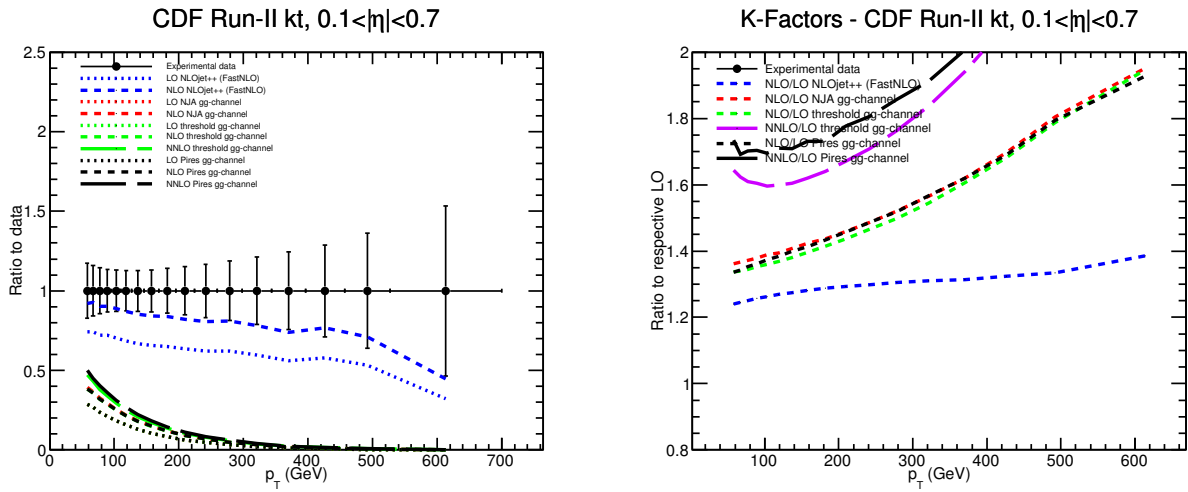 CDF Run-II kt, 0.1<|η|<0.7
Ratio to data
2.5
2
1.5
1
0.5
0
Experimental data
LO NLOjet++ (FastNLO)
NLO NLOjet++ (FastNLO)
LO NJA gg-channel
NLO NJA gg-channel
LO threshold gg-channel
NLO threshold gg-channel
NNLO threshold gg-channel
LO Pires gg-channel
NLO Pires gg-channel
NNLO Pires gg-channel
0 100 200 300 400 500 600 700
p_T (GeV)
K-Factors - CDF Run-II kt, 0.1<|η|<0.7
Ratio to respective LO
2
1.8
1.6
1.4
1.2
1
0.8
Experimental data
NLO/LO NLOjet++ (FastNLO)
NLO/LO NJA gg-channel
NLO/LO threshold gg-channel
NNLO/LO threshold gg-channel
NLO/LO Pires gg-channel
NNLO/LO Pires gg-channel
100 200 300 400 500 600
p_T (GeV)